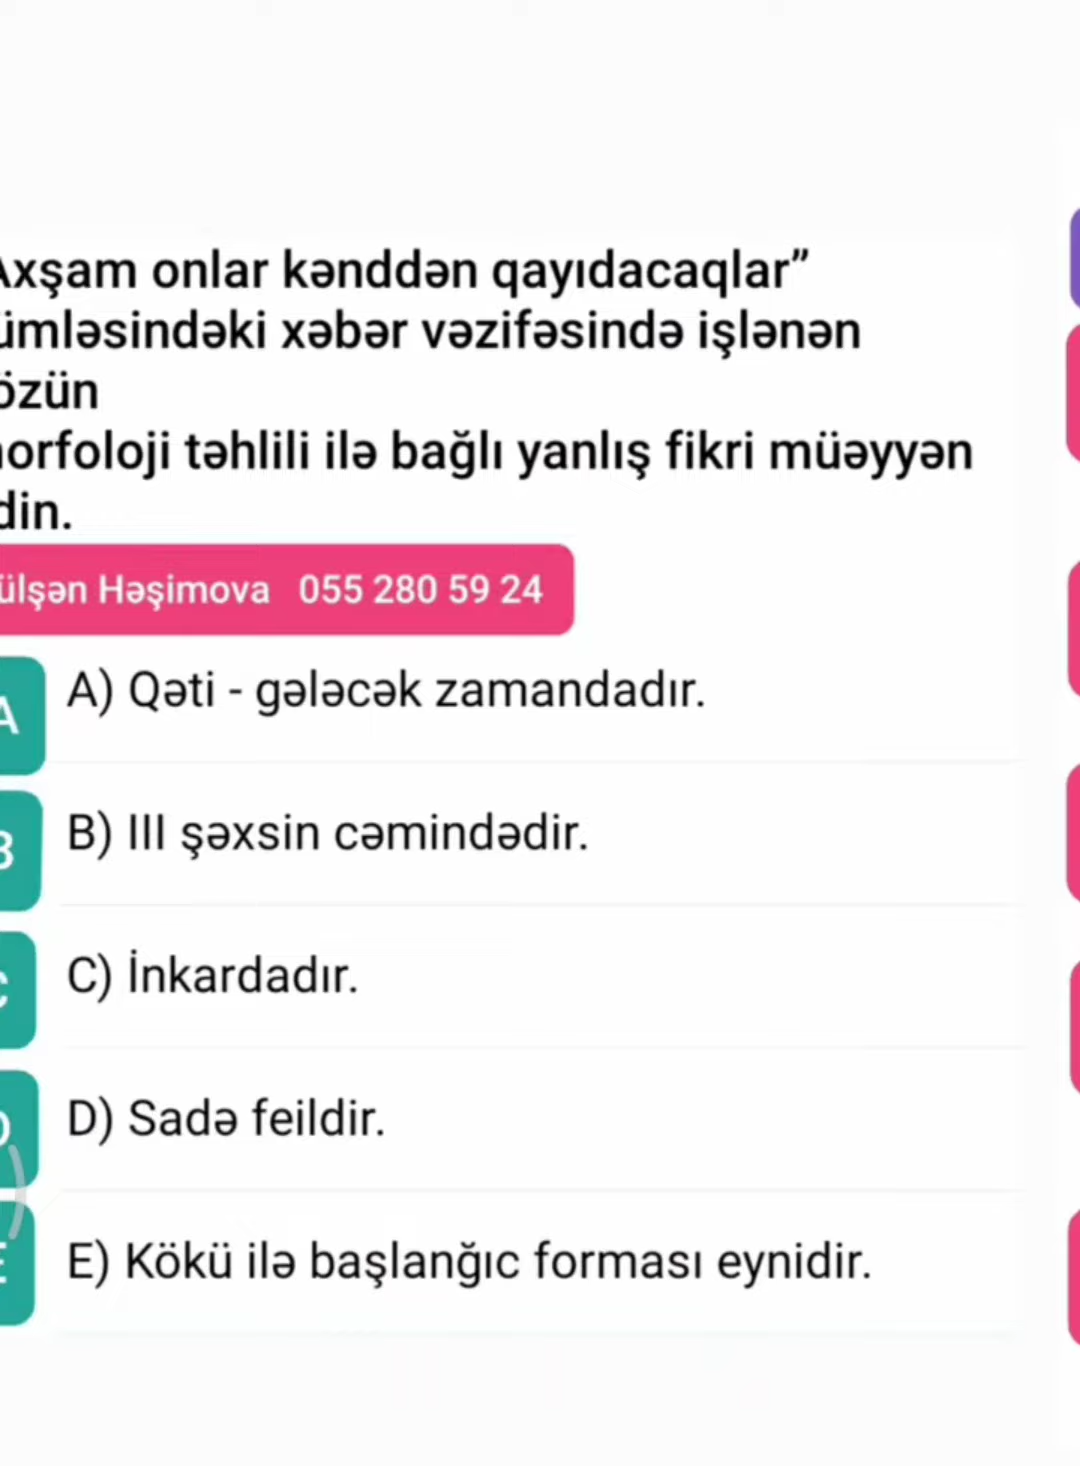 Axşam onlar kənddən qayıdacaqlar”
ümləsindəki xəbər vəzifəsində işlənən
özün
orfoloji təhlili ilə bağlı yanlış fikri müəyyən
din.
ülşən Həşimova 055 280 59 24
A A) Qəti - gələcək zamandadır.
B B) III şəxsin cəmindədir.
C C) İnkardadır.
D D) Sadə feildir.
E E) Kökü ilə başlanğıc forması eynidir.